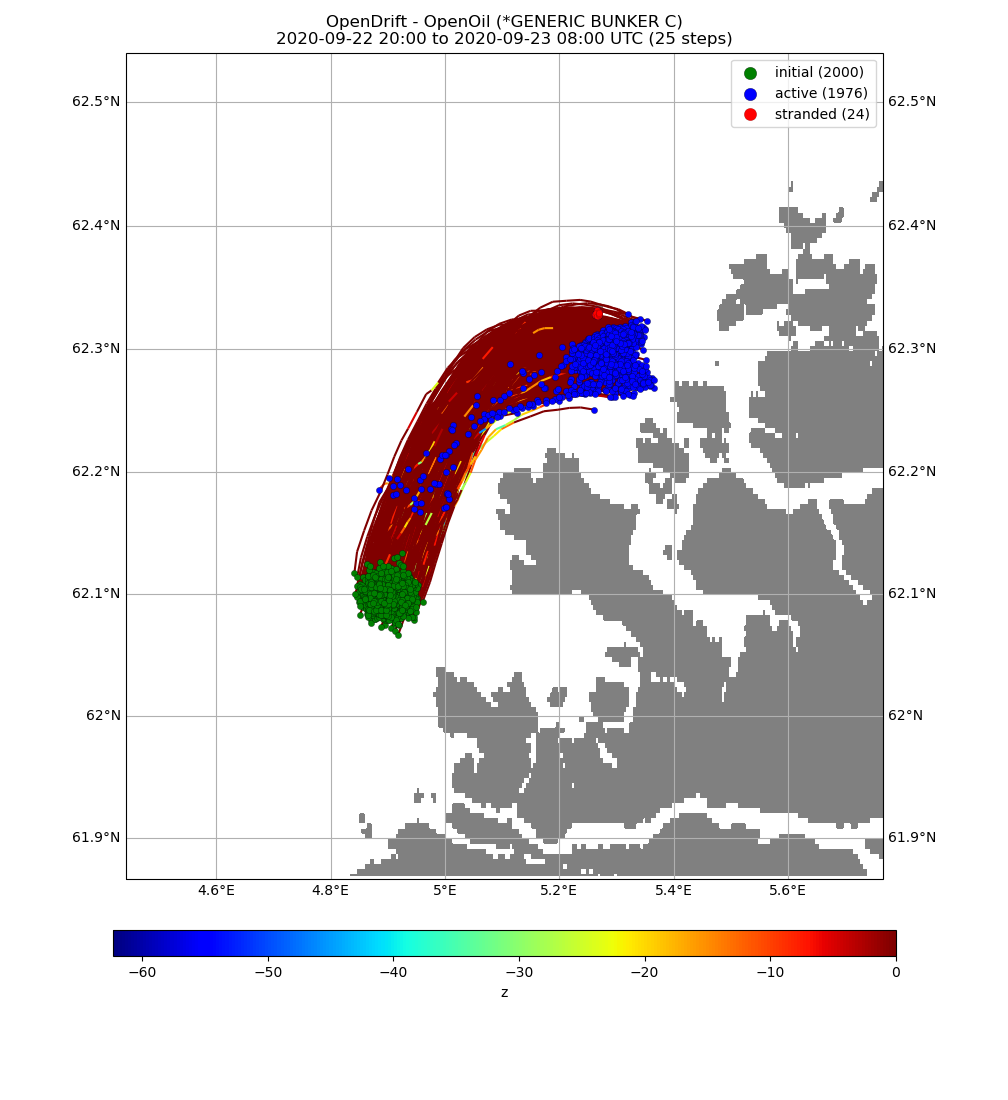 OpenDrift - OpenOil (*GENERIC BUNKER C)
2020-09-22 20:00 to 2020-09-23 08:00 UTC (25 steps)
initial (2000)
active (1976)
stranded (24)
62.5°N 62.5°N
62.4°N 62.4°N
62.3°N 62.3°N
62.2°N 62.2°N
62.1°N 62.1°N
62°N 62°N
61.9°N 61.9°N
4.6°E 4.8°E 5°E 5.2°E 5.4°E 5.6°E
−60 −50 −40 −30 −20 −10 0
z